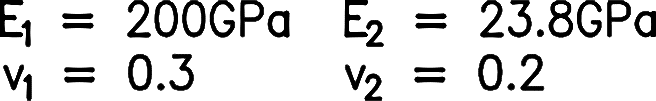 E₁ = 200GPa E₂ = 23.8GPa
v₁ = 0.3 v₂ = 0.2